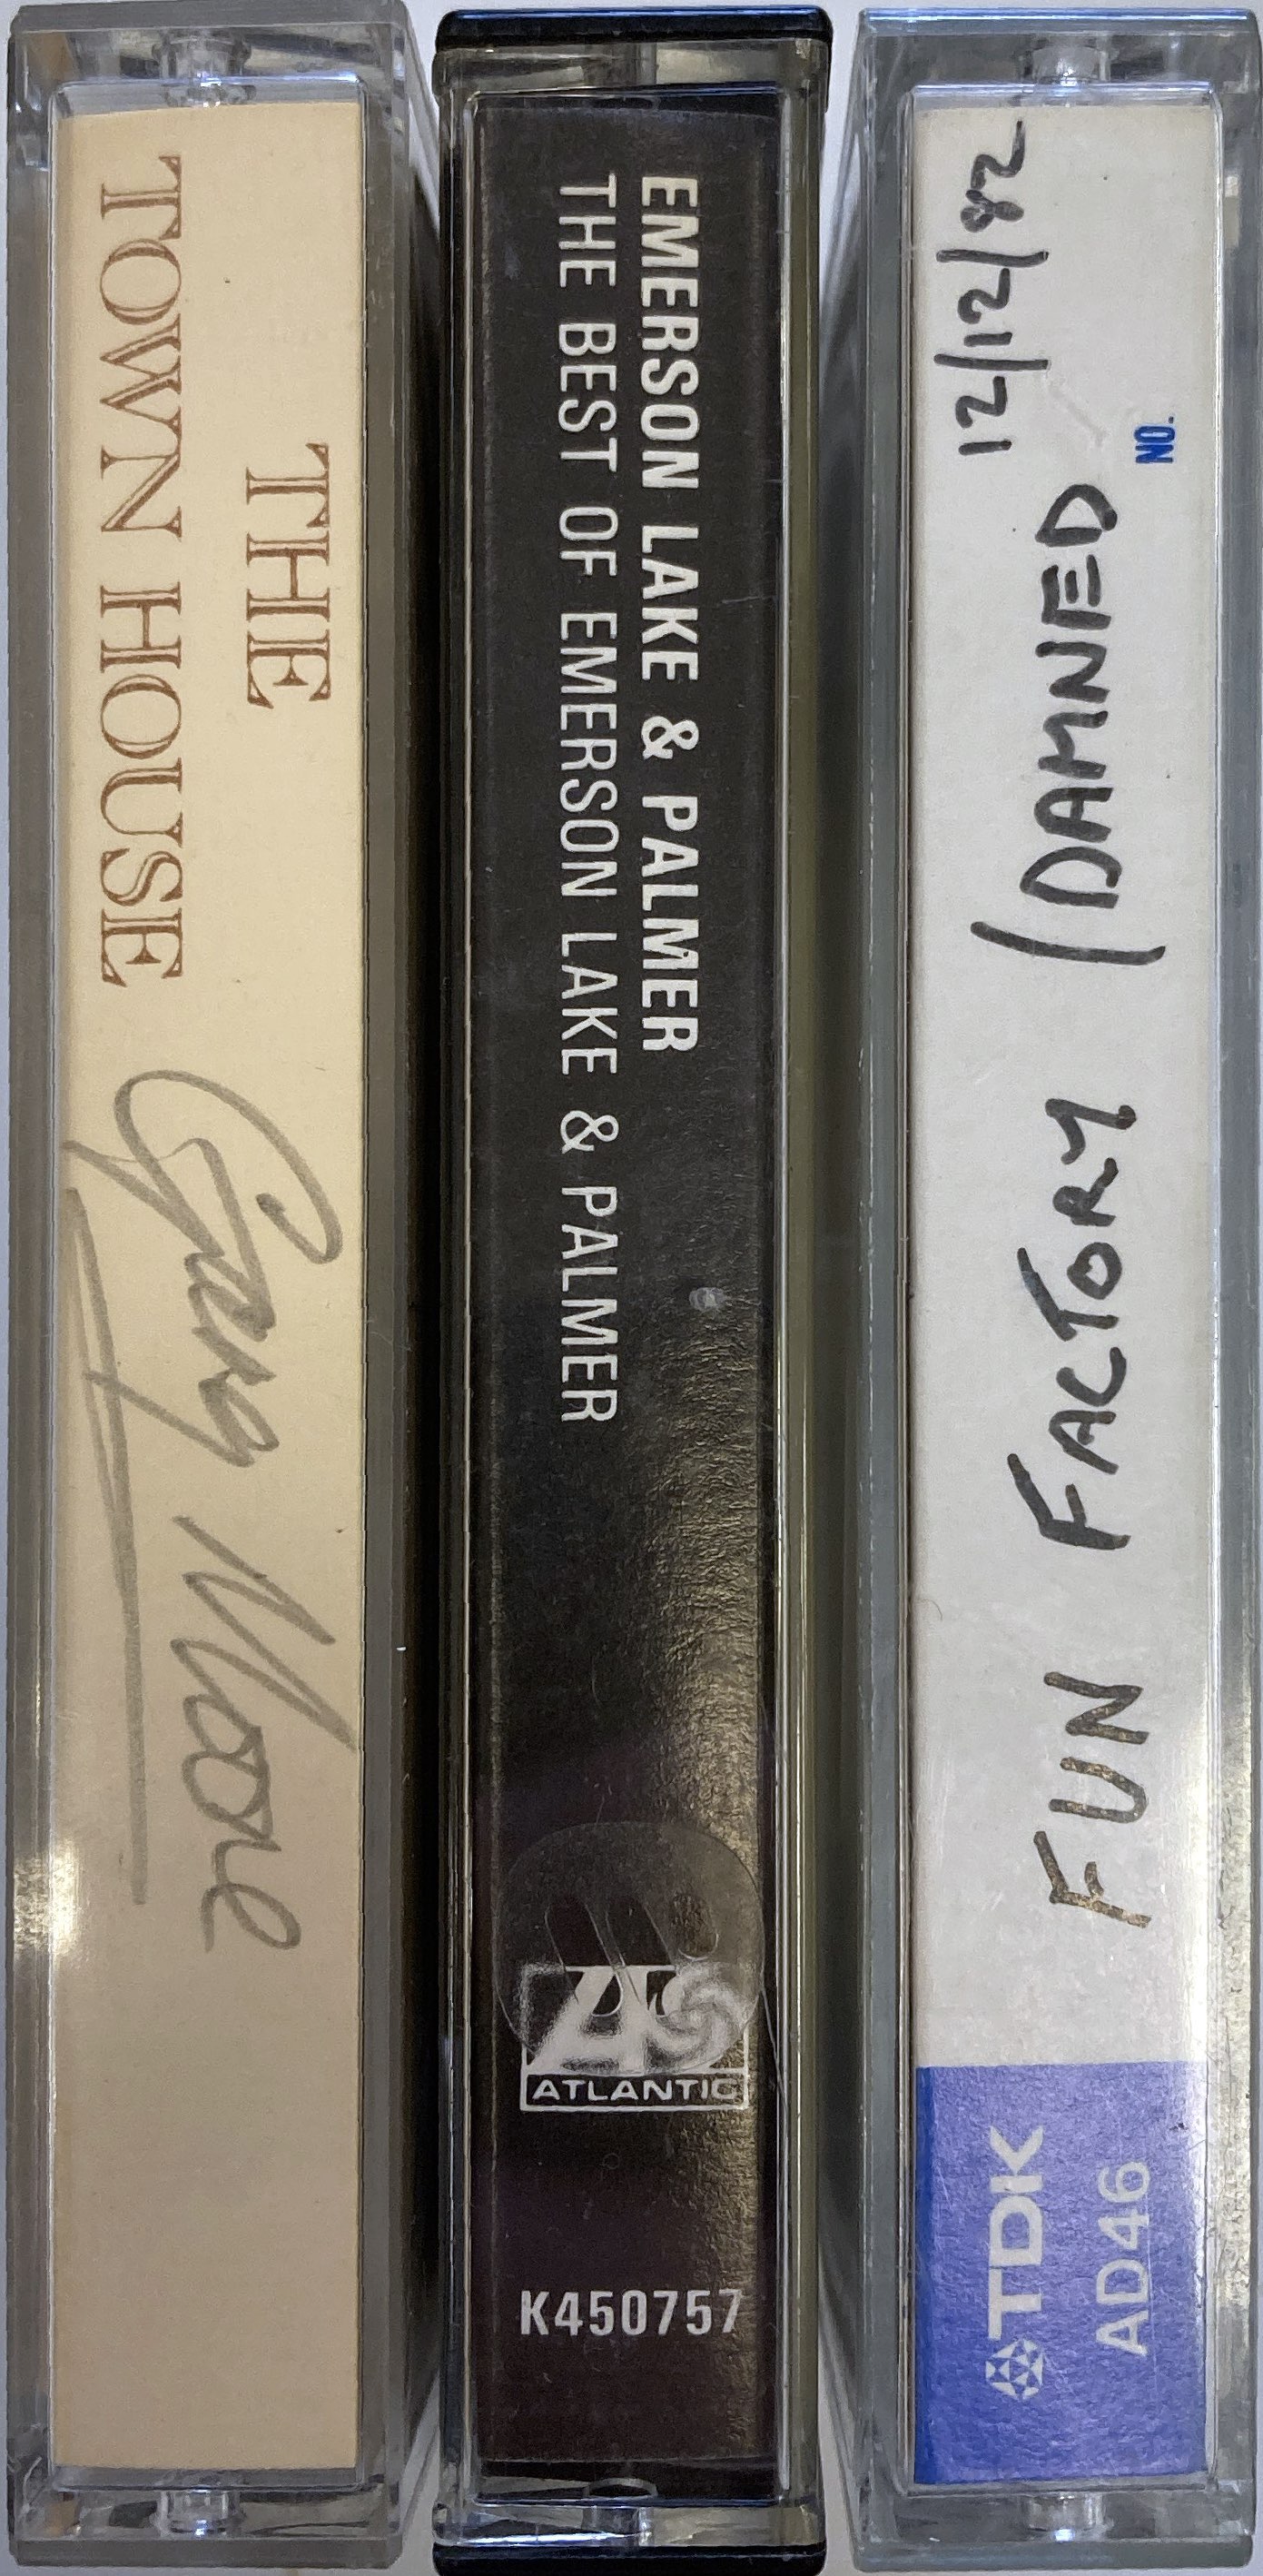 THE
TOWN HOUSE
Gary Moore
EMERSON LAKE & PALMER
THE BEST OF EMERSON LAKE & PALMER
ATLANTIC
K450757
TDK
AD46
FUN FACTORY (DAMNED
12/12/82
NO.